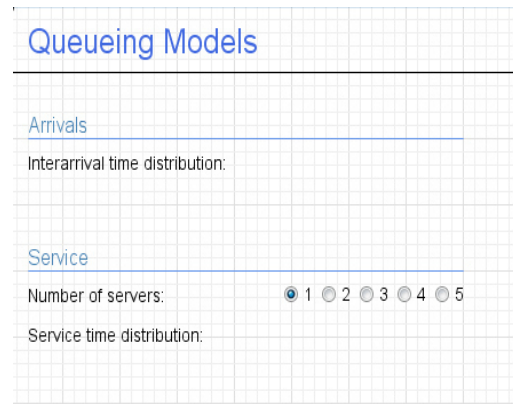 Queueing Models
Arrivals
Interarrival time distribution:
Service
Number of servers: 1 2 3 4 5
Service time distribution: